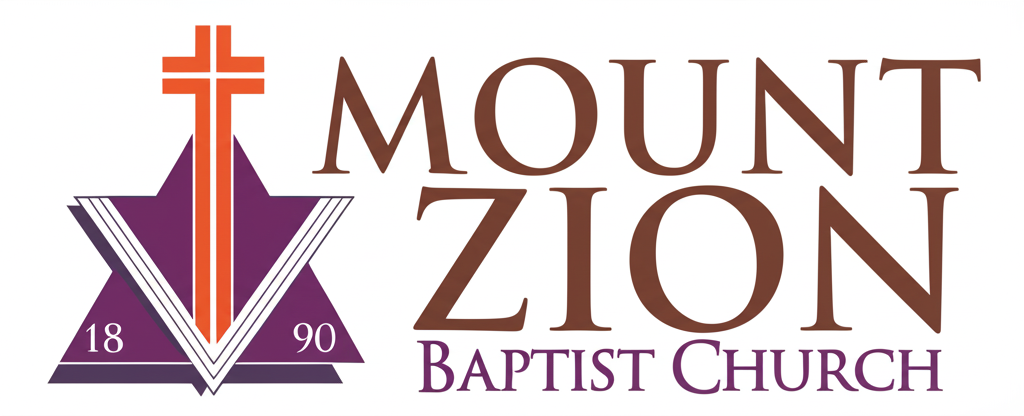 MOUNT
ZION
BAPTIST CHURCH
18 90